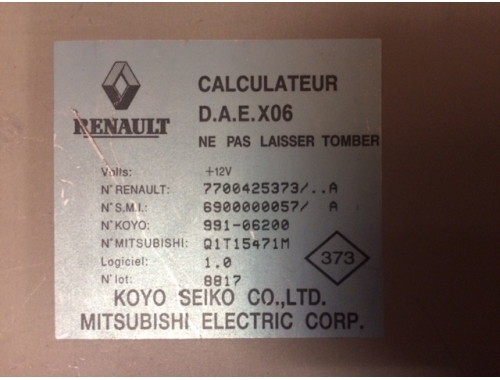 RENAULT
CALCULATEUR
D.A.E.X06
NE PAS LAISSER TOMBER
Volts: +12V
N° RENAULT: 7700425373/..A
N° S.M.I.: 6900000057/ A
N° KOYO: 991-06200
N° MITSUBISHI: Q1T15471M
Logiciel: 1.0
N° lot: 8817
373
KOYO SEIKO CO.,LTD.
MITSUBISHI ELECTRIC CORP.